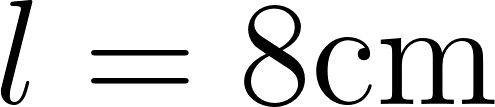 l = 8cm